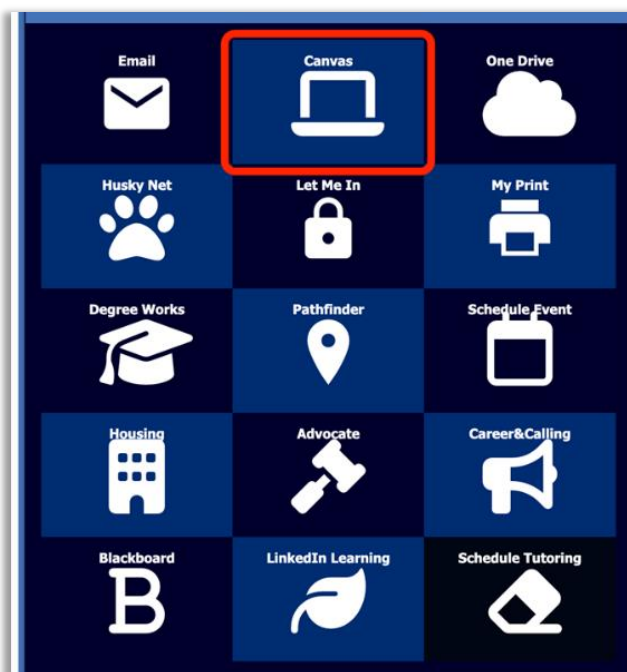 Email
Canvas
One Drive
Husky Net
Let Me In
My Print
Degree Works
Pathfinder
Schedule Event
Housing
Advocate
Career&Calling
Blackboard
LinkedIn Learning
Schedule Tutoring
B